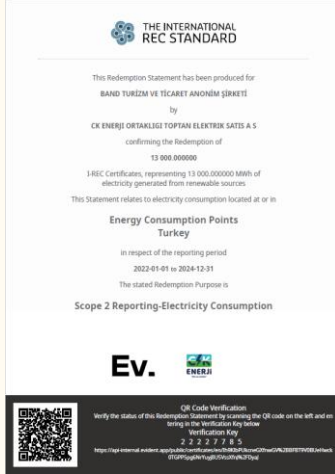 THE INTERNATIONAL
REC STANDARD
This Redemption Statement has been produced for
BAND TURİZM VE TİCARET ANONİM ŞİRKETİ
by
CK ENERJI ORTAKLIGI TOPTAN ELEKTRIK SATIS A S
confirming the Redemption of
13 000.000000
I-REC Certificates, representing 13 000.000000 MWh of
electricity generated from renewable sources
This Statement relates to electricity consumption located at or in
Energy Consumption Points
Turkey
in respect of the reporting period
2022-01-01 to 2024-12-31
The stated Redemption Purpose is
Scope 2 Reporting-Electricity Consumption
Ev.
ENERJİ
QR Code Verification
Verify the status of this Redemption Statement by scanning the QR code on the left and en
tering in the Verification Key below
Verification Key
2 2 2 2 7 7 8 5